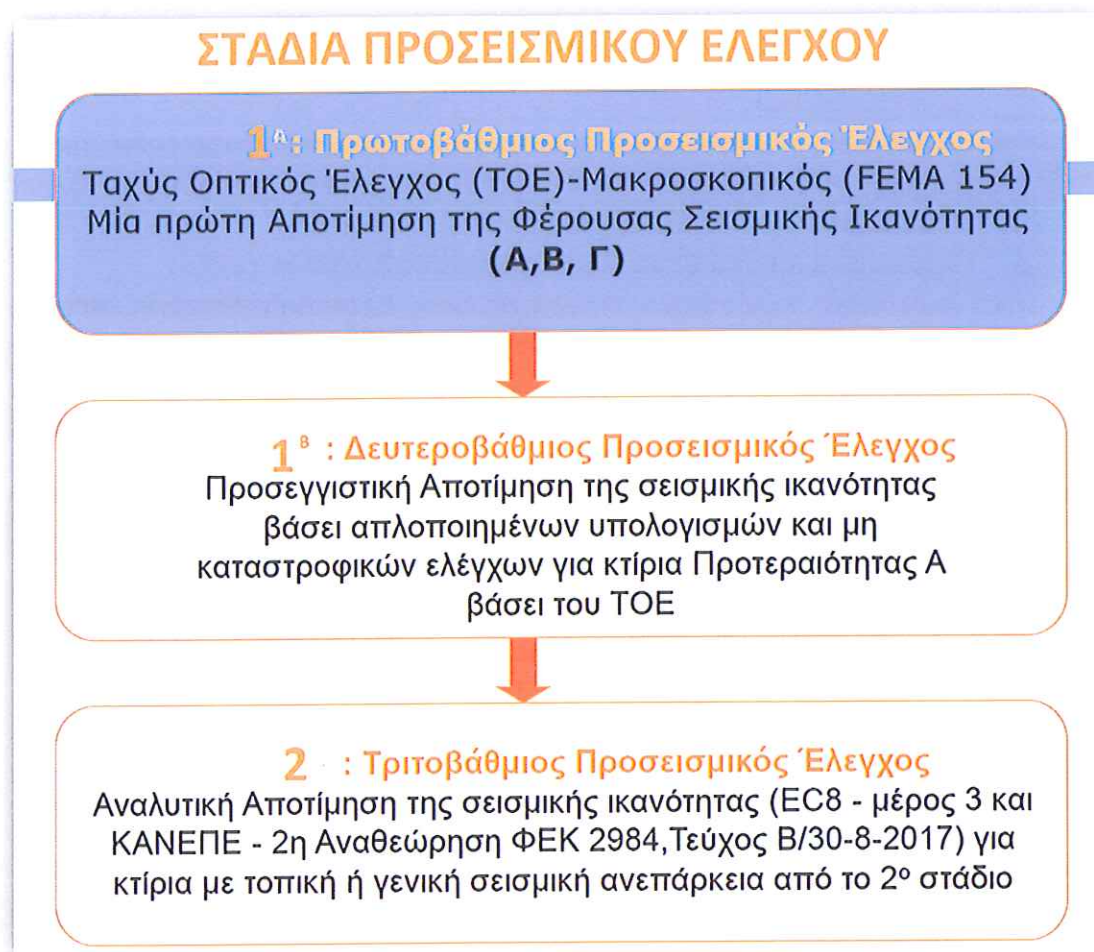 ΣΤΑΔΙΑ ΠΡΟΣΕΙΣΜΙΚΟΥ ΕΛΕΓΧΟΥ
1Α: Πρωτοβάθμιος Προσεισμικός Έλεγχος
Ταχύς Οπτικός Έλεγχος (ΤΟΕ)-Μακροσκοπικός (FEMA 154)
Μία πρώτη Αποτίμηση της Φέρουσας Σεισμικής Ικανότητας
(Α,Β, Γ)
1Β : Δευτεροβάθμιος Προσεισμικός Έλεγχος
Προσεγγιστική Αποτίμηση της σεισμικής ικανότητας
βάσει απλοποιημένων υπολογισμών και μη
καταστροφικών ελέγχων για κτίρια Προτεραιότητας Α
βάσει του ΤΟΕ
2 : Τριτοβάθμιος Προσεισμικός Έλεγχος
Αναλυτική Αποτίμηση της σεισμικής ικανότητας (EC8 - μέρος 3 και
ΚΑΝΕΠΕ - 2η Αναθεώρηση ΦΕΚ 2984,Τεύχος Β/30-8-2017) για
κτίρια με τοπική ή γενική σεισμική ανεπάρκεια από το 2º στάδιο